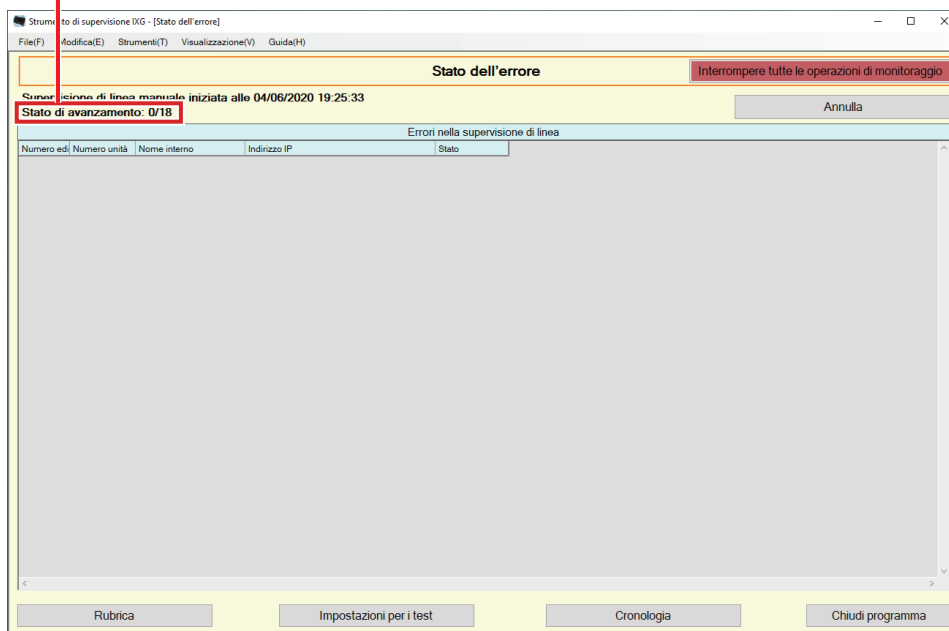 Strumento di supervisione IXG - [Stato dell'errore]
File(F) Modifica(E) Strumenti(T) Visualizzazione(V) Guida(H)
Stato dell'errore
Interrompere tutte le operazioni di monitoraggio
Supervisione di linea manuale iniziata alle 04/06/2020 19:25:33
Stato di avanzamento: 0/18
Annulla
Errori nella supervisione di linea
Numero edi Numero unità Nome interno Indirizzo IP Stato
Rubrica Impostazioni per i test Cronologia Chiudi programma